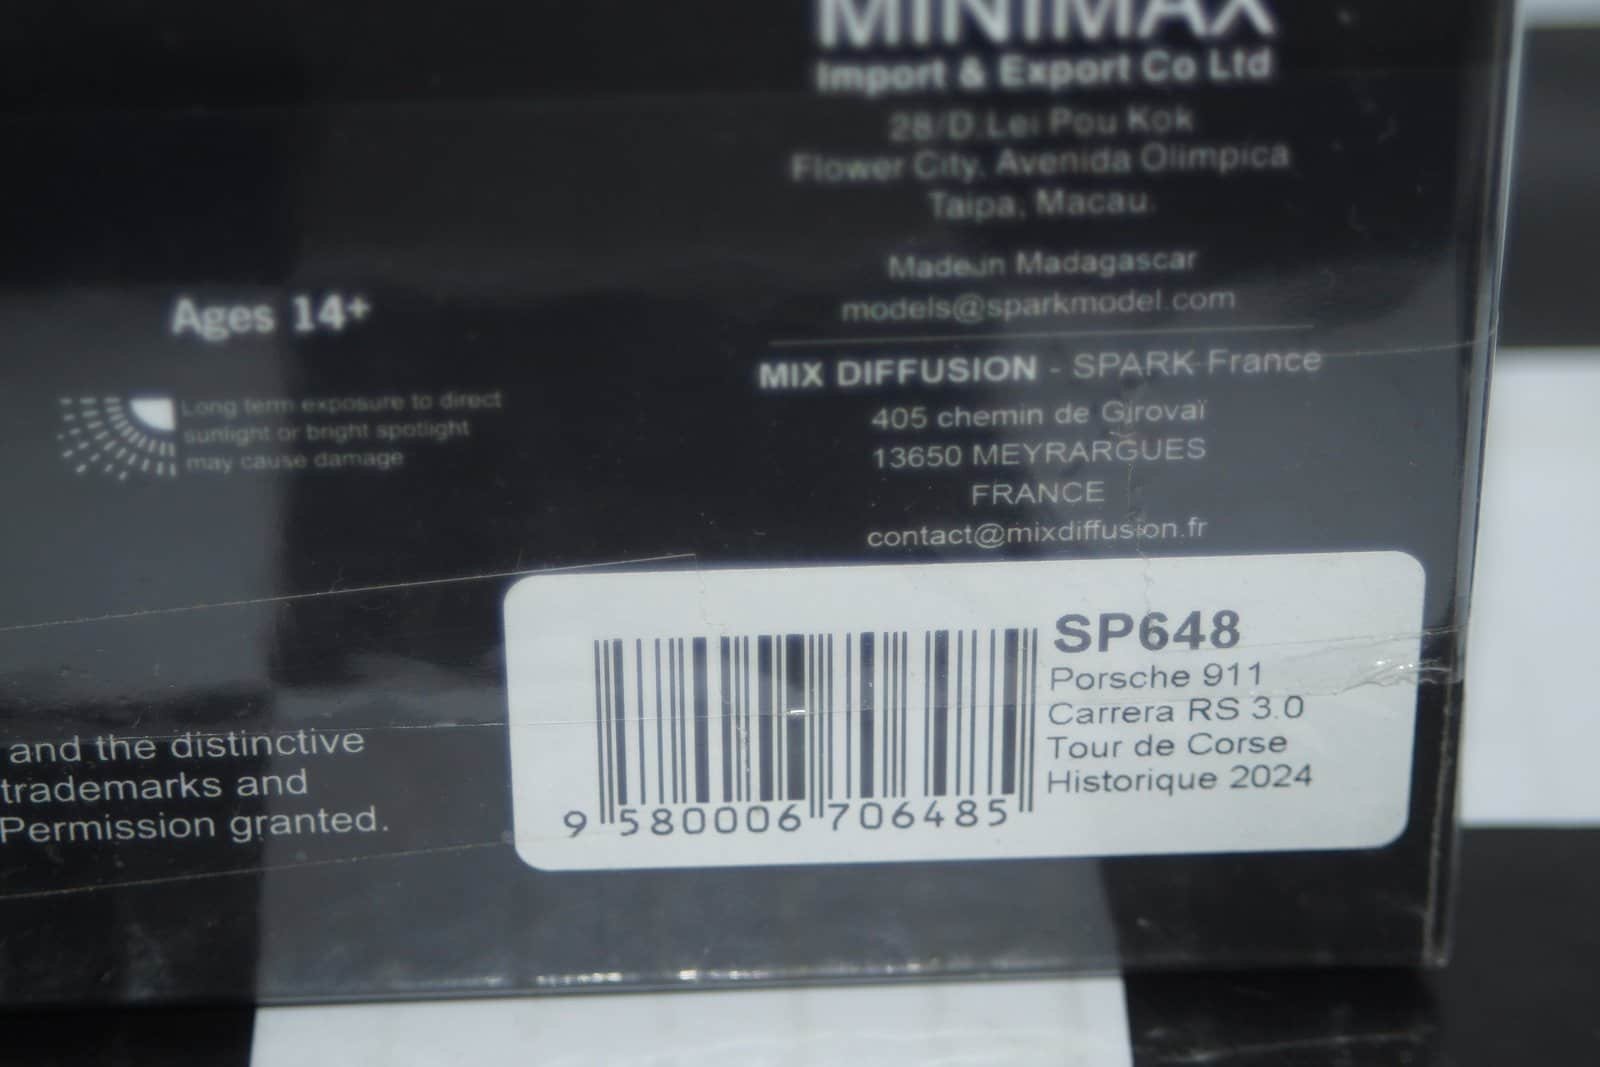 MINIMAX
Import & Export Co Ltd
28/D.Lei Pou Kok
Flower City, Avenida Olimpica
Taipa, Macau.
Made in Madagascar
models@sparkmodel.com
MIX DIFFUSION - SPARK France
405 chemin de Girovaï
13650 MEYRARGUES
FRANCE
contact@mixdiffusion.fr
Ages 14+
Long term exposure to direct
sunlight or bright spotlight
may cause damage
and the distinctive
trademarks and
Permission granted.
SP648
Porsche 911
Carrera RS 3.0
Tour de Corse
Historique 2024
9 580006 706485